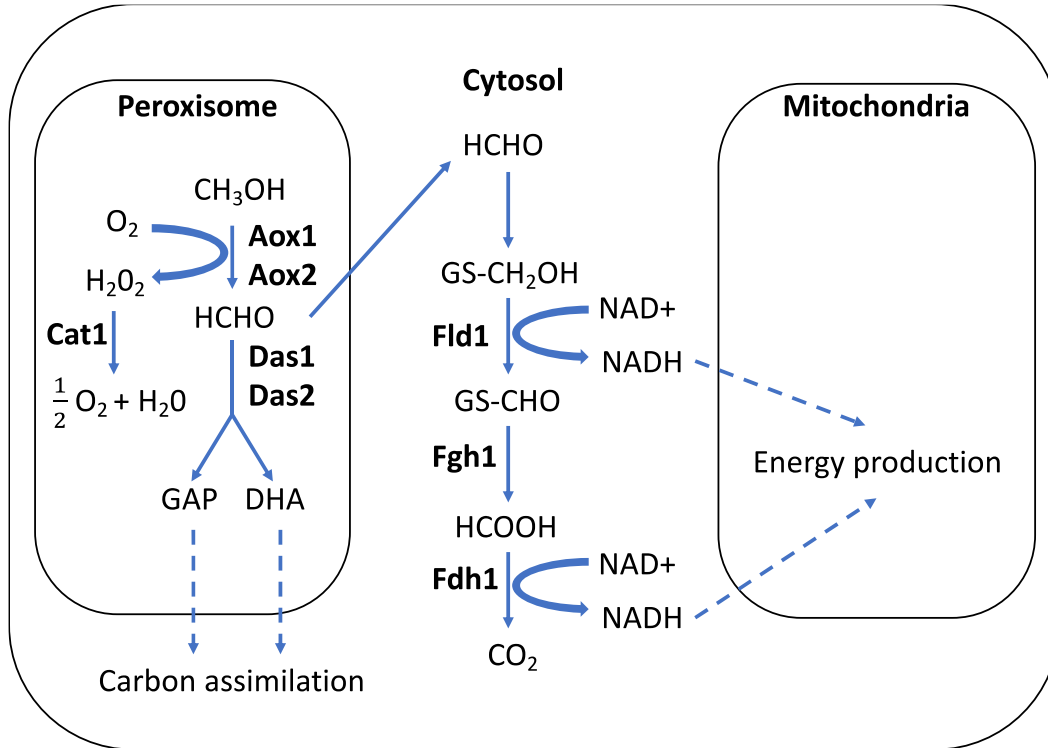 Peroxisome
CH₃OH
O₂
Aox1
Aox2
H₂0₂
HCHO
Cat1
Das1
Das2
½ O₂ + H₂0
GAP DHA
Carbon assimilation
Cytosol
HCHO
GS-CH₂OH
NAD+
Fld1
NADH
GS-CHO
Fgh1
HCOOH
NAD+
Fdh1
NADH
CO₂
Mitochondria
Energy production